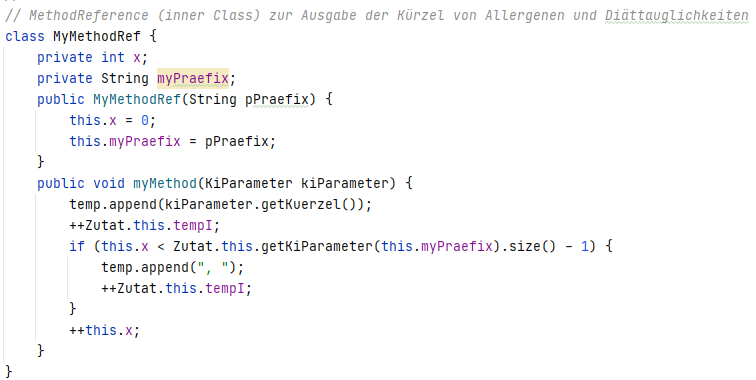 // MethodReference (inner Class) zur Ausgabe der Kürzel von Allergenen und Diättauglichkeiten
class MyMethodRef {
    private int x;
    private String myPraefix;
    public MyMethodRef(String pPraefix) {
        this.x = 0;
        this.myPraefix = pPraefix;
    }
    public void myMethod(KiParameter kiParameter) {
        temp.append(kiParameter.getKuerzel());
        ++Zutat.this.tempI;
        if (this.x < Zutat.this.getKiParameter(this.myPraefix).size() - 1) {
            temp.append(", ");
            ++Zutat.this.tempI;
        }
        ++this.x;
    }
}